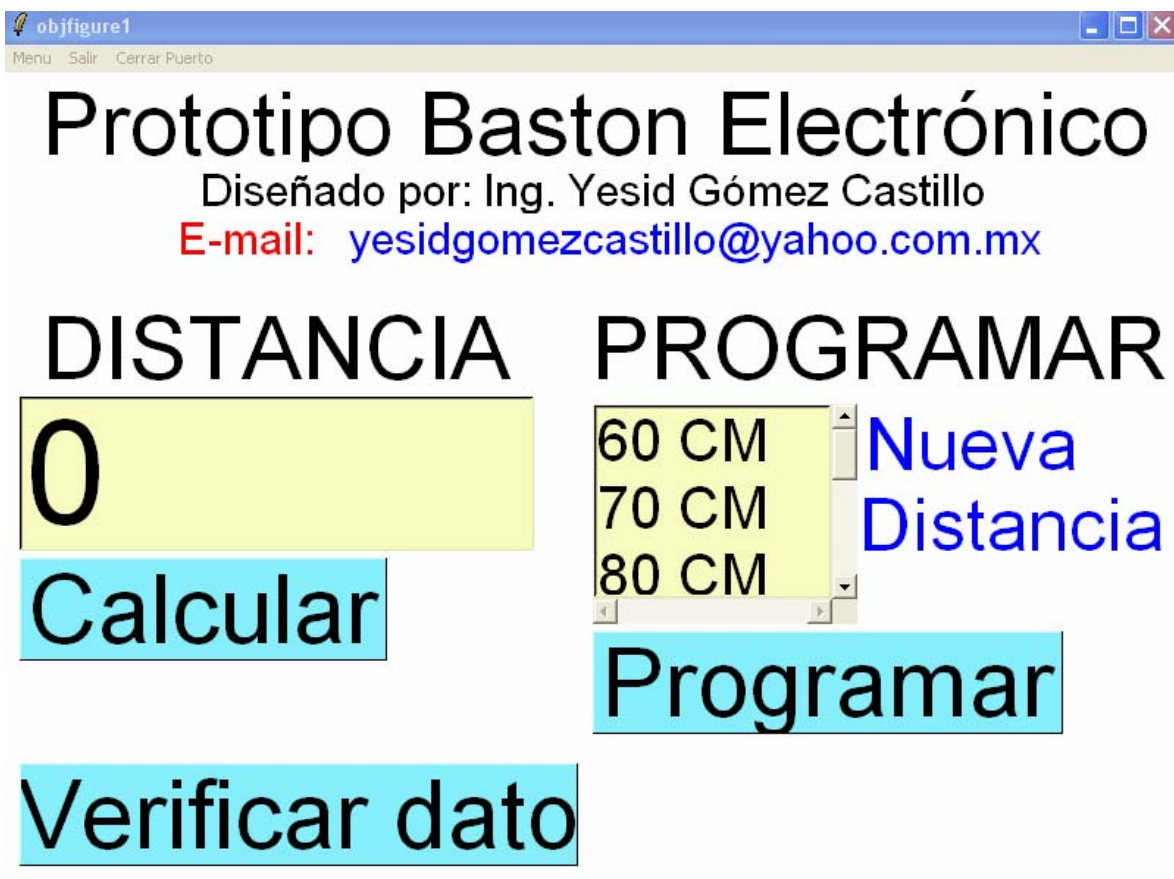 objfigure1
Menu Salir Cerrar Puerto
Prototipo Baston Electrónico
Diseñado por: Ing. Yesid Gómez Castillo
E-mail: yesidgomezcastillo@yahoo.com.mx
DISTANCIA
0
Calcular
Verificar dato
PROGRAMAR
60 CM
70 CM
80 CM
Nueva
Distancia
Programar